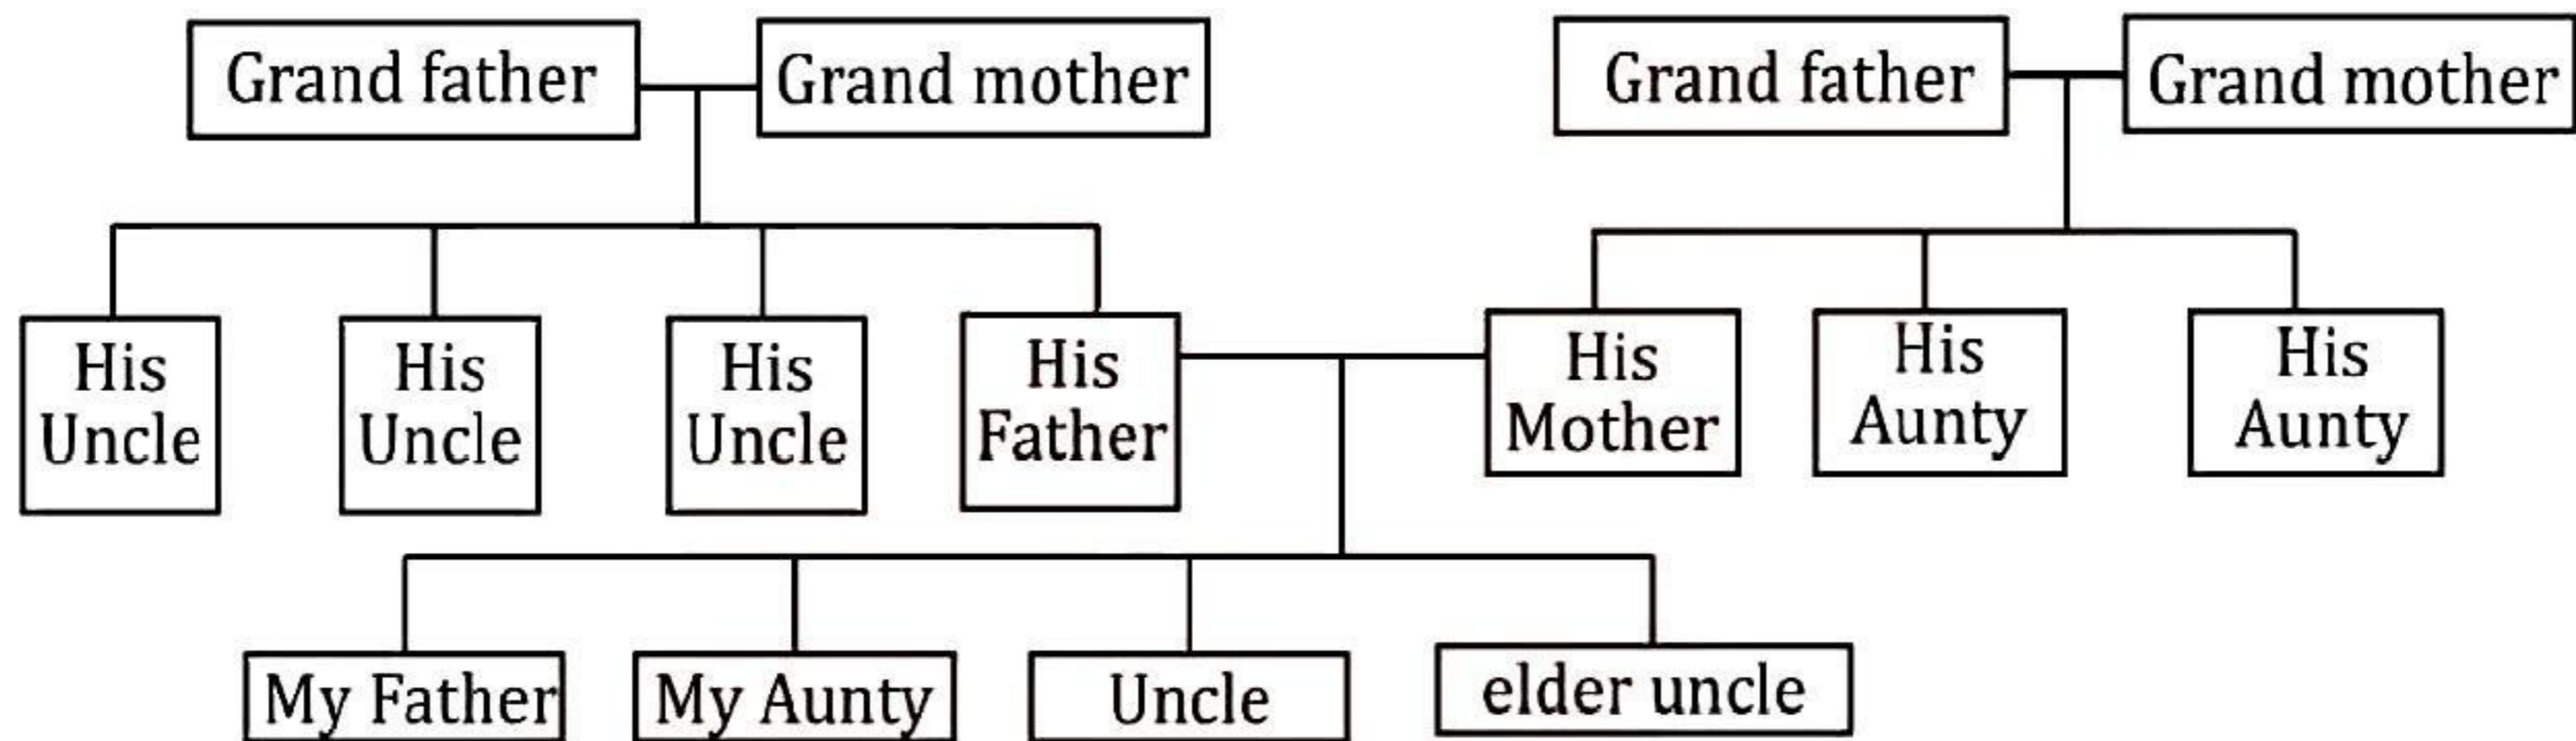 Grand father
Grand mother
Grand father
Grand mother
His
Uncle
His
Uncle
His
Uncle
His
Father
His
Mother
His
Aunty
His
Aunty
My Father
My Aunty
Uncle
elder uncle